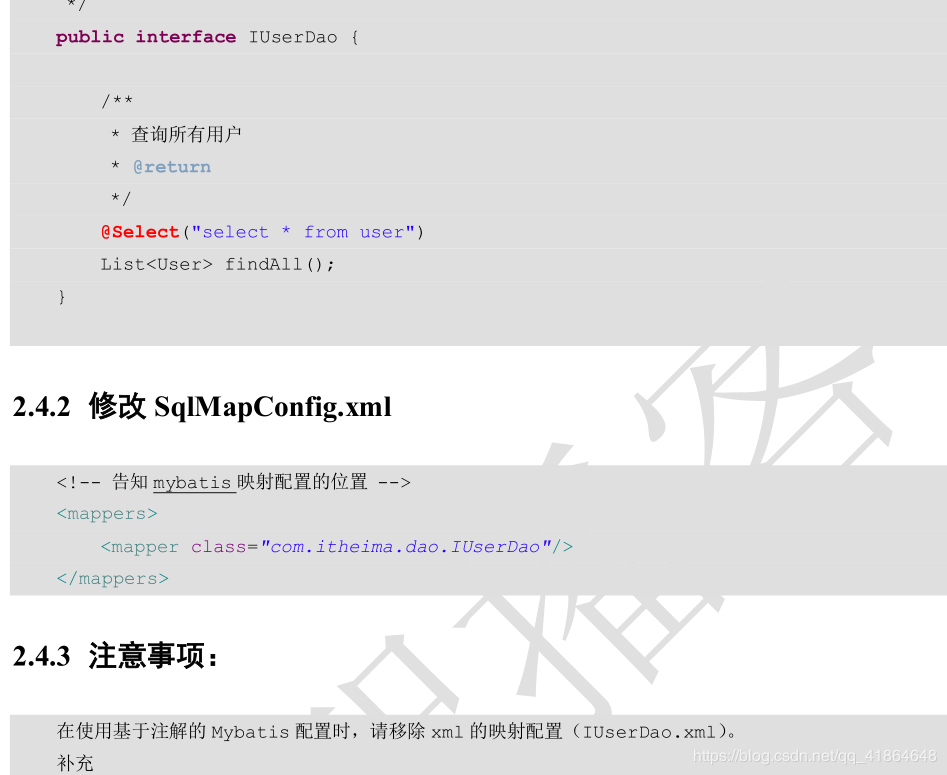 */
public interface IUserDao {
/**
* 查询所有用户
* @return
*/
@Select("select * from user")
List<User> findAll();
}
2.4.2 修改 SqlMapConfig.xml
<!-- 告知 mybatis 映射配置的位置 -->
<mappers>
<mapper class="com.itheima.dao.IUserDao"/>
</mappers>
2.4.3 注意事项：
在使用基于注解的 Mybatis 配置时，请移除 xml 的映射配置（IUserDao.xml）。
补充
https://blog.csdn.net/qq_41864648